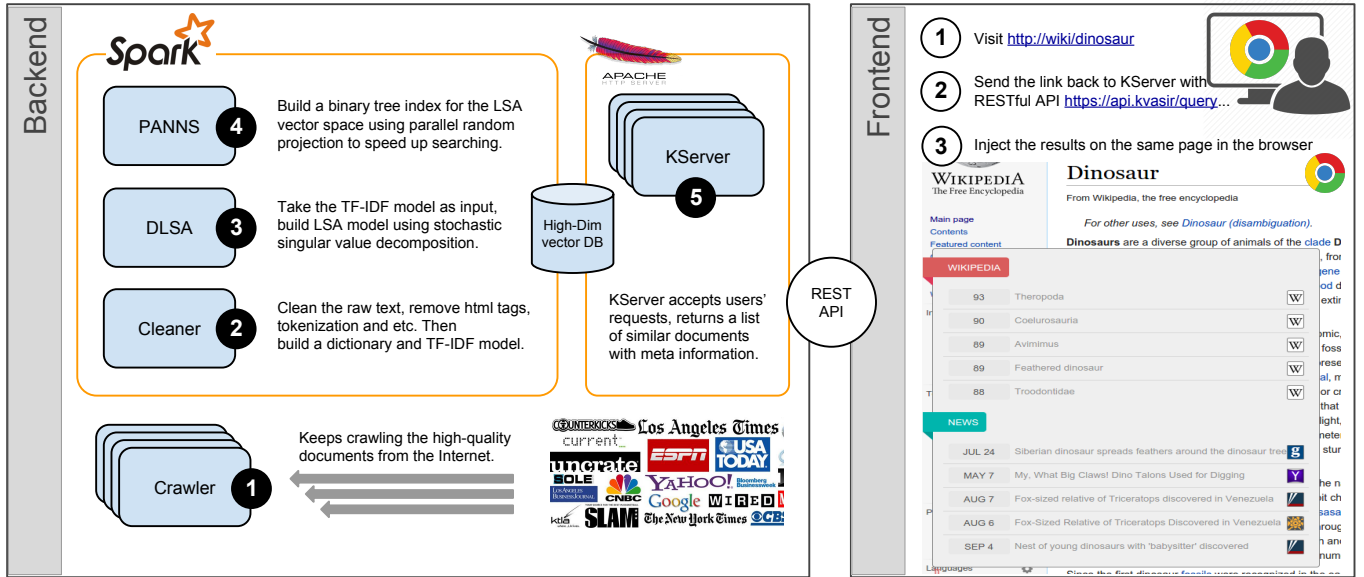 Backend
Spark
PANNS
4
Build a binary tree index for the LSA
vector space using parallel random
projection to speed up searching.
DLSA
3
Take the TF-IDF model as input,
build LSA model using stochastic
singular value decomposition.
Cleaner
2
Clean the raw text, remove html tags,
tokenization and etc. Then
build a dictionary and TF-IDF model.
High-Dim
vector DB
APACHE
HTTP SERVER
KServer
5
KServer accepts users'
requests, returns a list
of similar documents
with meta information.
REST
API
Crawler
1
Keeps crawling the high-quality
documents from the Internet.
COUNTERKICKS
Los Angeles Times
current
uncrate
ESPN
USA
TODAY
SOLE
LOS ANGELES
BUSINESS JOURNAL
CNBC
YAHOO!
Bloomberg
Businessweek
Google
WIRED
ktla
SLAM
The New York Times
CBS
Frontend
1
Visit http://wiki/dinosaur
2
Send the link back to KServer with
RESTful API https://api.kvasir/query...
3
Inject the results on the same page in the browser
WIKIPEDIA
The Free Encyclopedia
Main page
Contents
Featured content
Dinosaur
From Wikipedia, the free encyclopedia
For other uses, see Dinosaur (disambiguation).
Dinosaurs are a diverse group of animals of the clade D
WIKIPEDIA
93 Theropoda W
90 Coelurosauria W
89 Avimimus W
89 Feathered dinosaur W
88 Troodontidae W
NEWS
JUL 24 Siberian dinosaur spreads feathers around the dinosaur tree g
MAY 7 My, What Big Claws! Dino Talons Used for Digging Y
AUG 7 Fox-sized relative of Triceratops discovered in Venezuela
AUG 6 Fox-Sized Relative of Triceratops Discovered in Venezuela
SEP 4 Nest of young dinosaurs with 'babysitter' discovered
Languages